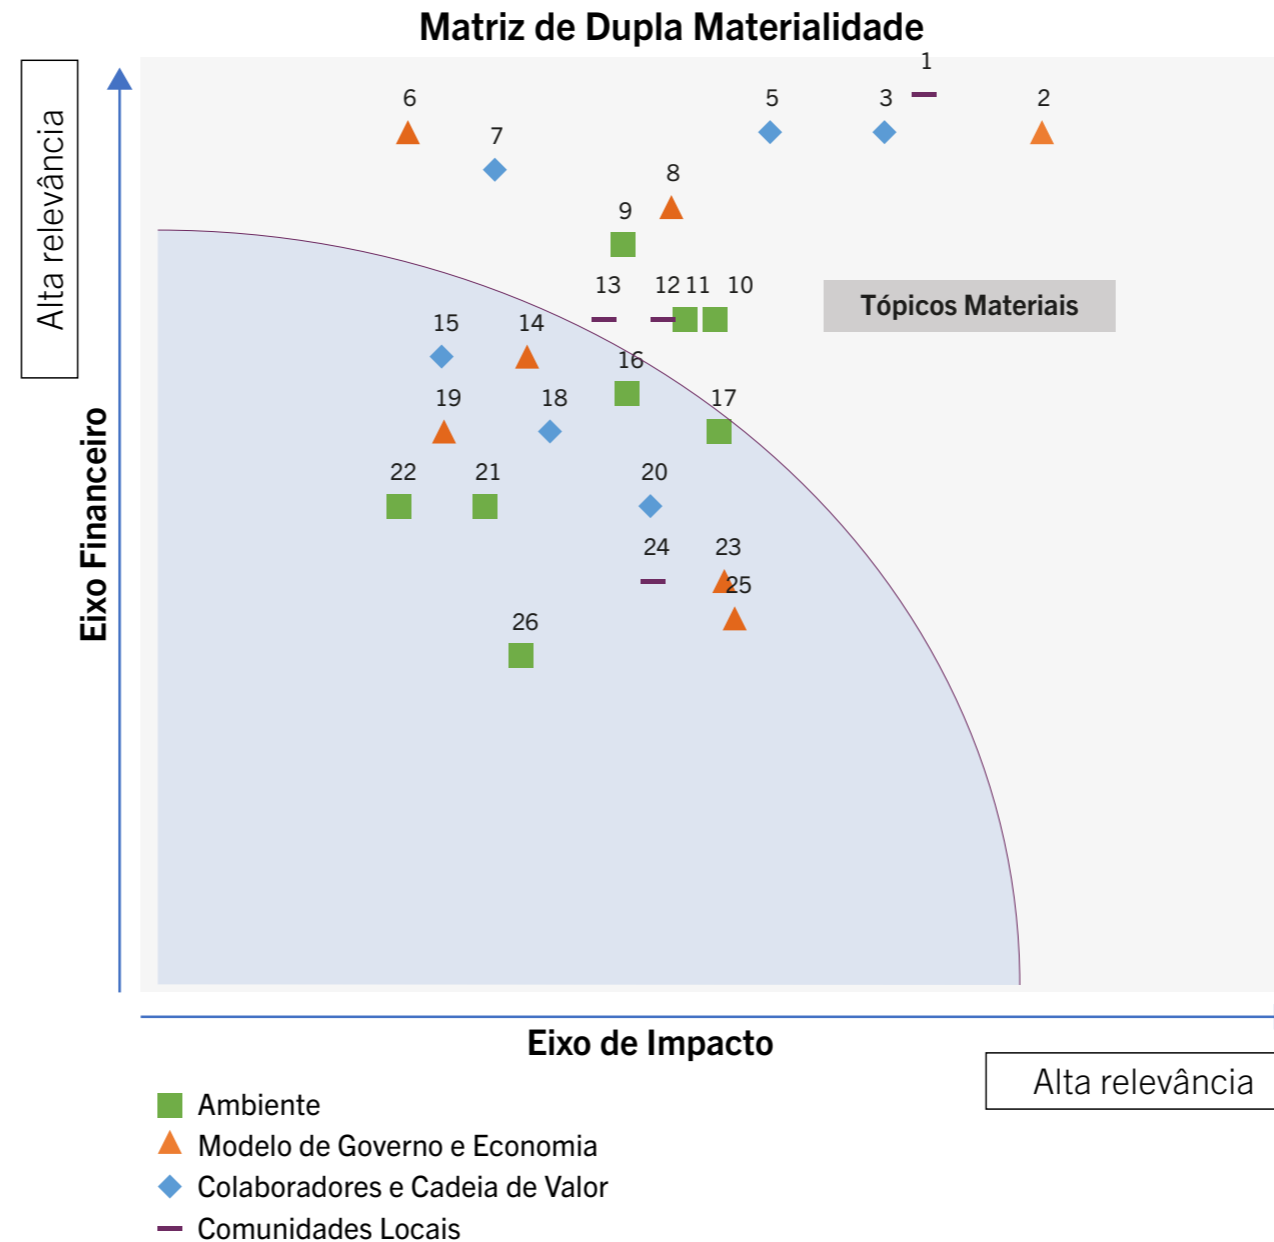 Matriz de Dupla Materialidade
Alta relevância
Eixo Financeiro
1
6
5
3
2
7
8
9
13
12
11
10
Tópicos Materiais
15
14
16
19
18
17
22
21
20
24
23
25
26
Eixo de Impacto
Alta relevância
Ambiente
Modelo de Governo e Economia
Colaboradores e Cadeia de Valor
Comunidades Locais